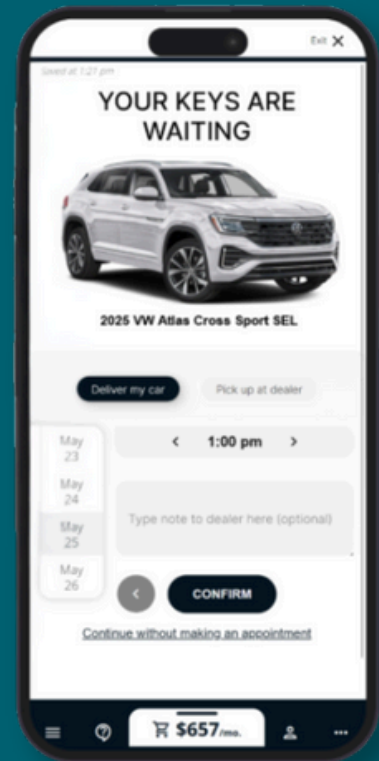 Exit X
saved at 1:21 pm
YOUR KEYS ARE
WAITING
2025 VW Atlas Cross Sport SEL
Deliver my car
Pick up at dealer
May
23
May
24
May
25
May
26
< 1:00 pm >
Type note to dealer here (optional)
< CONFIRM
Continue without making an appointment
$657/mo.